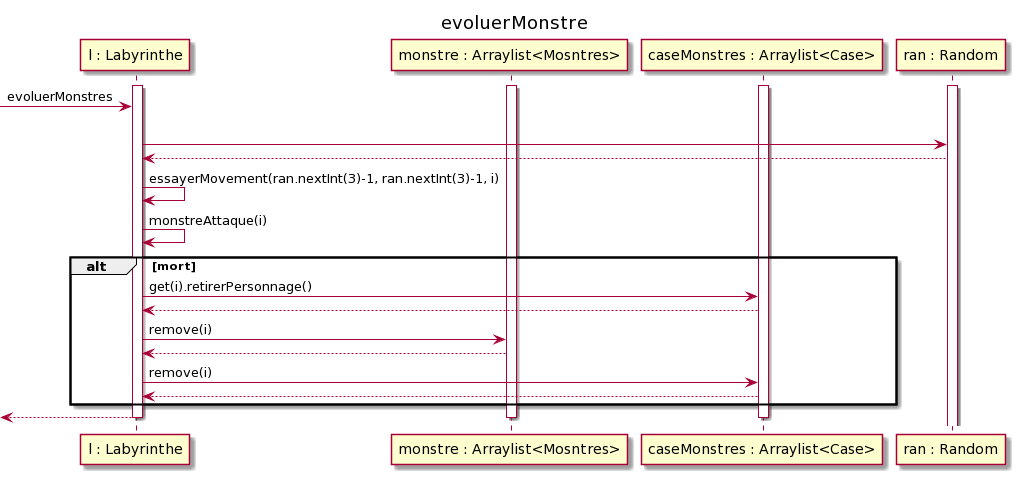 evoluerMonstre
l : Labyrinthe
monstre : Arraylist<Mosntres>
caseMonstres : Arraylist<Case>
ran : Random
evoluerMonstres
essayerMovement(ran.nextInt(3)-1, ran.nextInt(3)-1, i)
monstreAttaque(i)
alt
[mort]
get(i).retirerPersonnage()
remove(i)
remove(i)
l : Labyrinthe
monstre : Arraylist<Mosntres>
caseMonstres : Arraylist<Case>
ran : Random